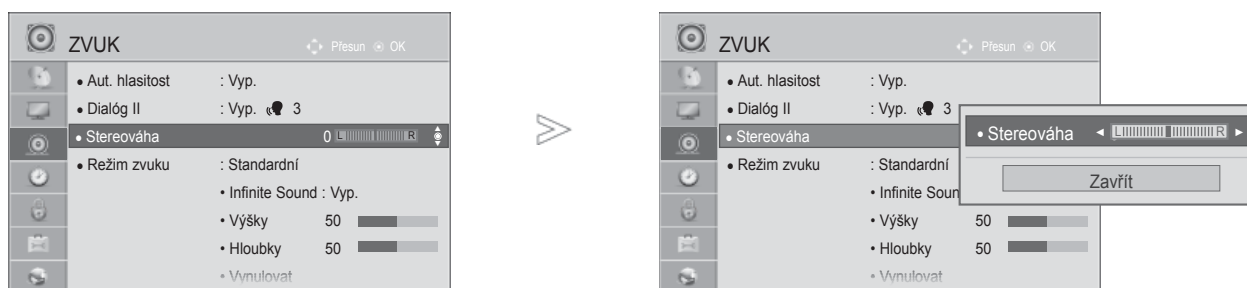 ZVUK
Přesun OK
• Aut. hlasitost : Vyp.
• Dialóg II : Vyp. 3
• Stereováha 0 L R
• Režim zvuku : Standardní
• Infinite Sound : Vyp.
• Výšky 50
• Hloubky 50
• Vynulovat
ZVUK
Přesun OK
• Aut. hlasitost : Vyp.
• Dialóg II : Vyp. 3
• Stereováha
• Režim zvuku : Standardní
• Infinite Soun
• Výšky 50
• Hloubky 50
• Vynulovat
• Stereováha L R
Zavřít